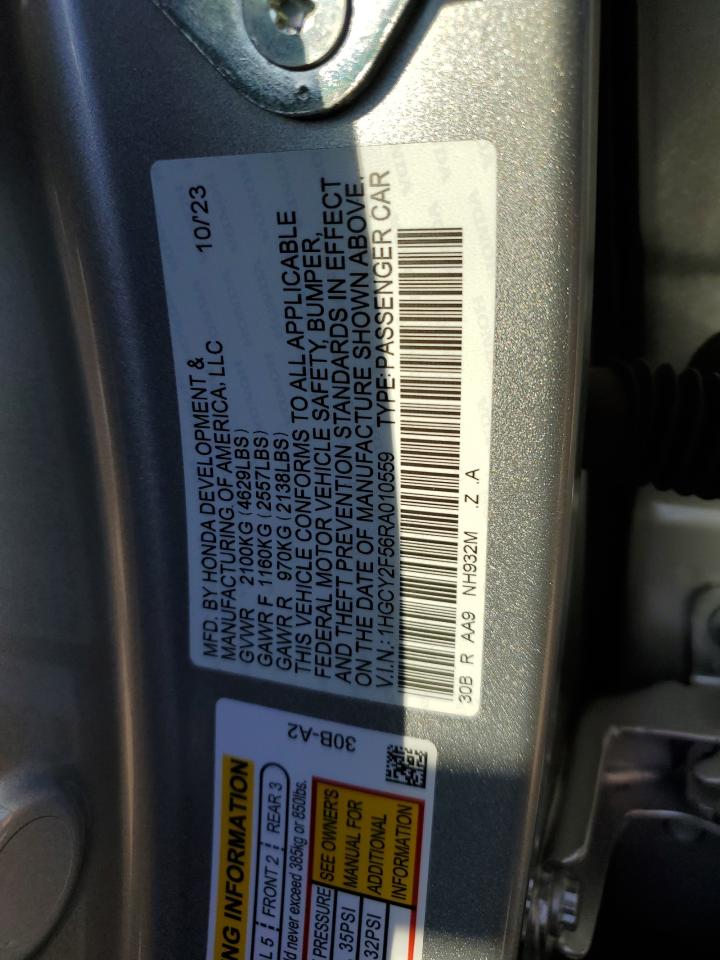 MFD. BY HONDA DEVELOPMENT & 10/23
MANUFACTURING OF AMERICA, LLC
GVWR 2100KG (4629LBS)
GAWR F 1160KG (2557LBS)
GAWR R 970KG (2138LBS)
THIS VEHICLE CONFORMS TO ALL APPLICABLE
FEDERAL MOTOR VEHICLE SAFETY, BUMPER,
AND THEFT PREVENTION STANDARDS IN EFFECT
ON THE DATE OF MANUFACTURE SHOWN ABOVE.
V.I.N.: 1HGCY2F56RA010559 TYPE: PASSENGER CAR
30B R AA9 NH932M .Z .A
30B-A2
NG INFORMATION
L 5 FRONT 2 REAR 3
d never exceed 385kg or 850lbs.
PRESSURE SEE OWNER'S
35PSI MANUAL FOR
32PSI ADDITIONAL
INFORMATION